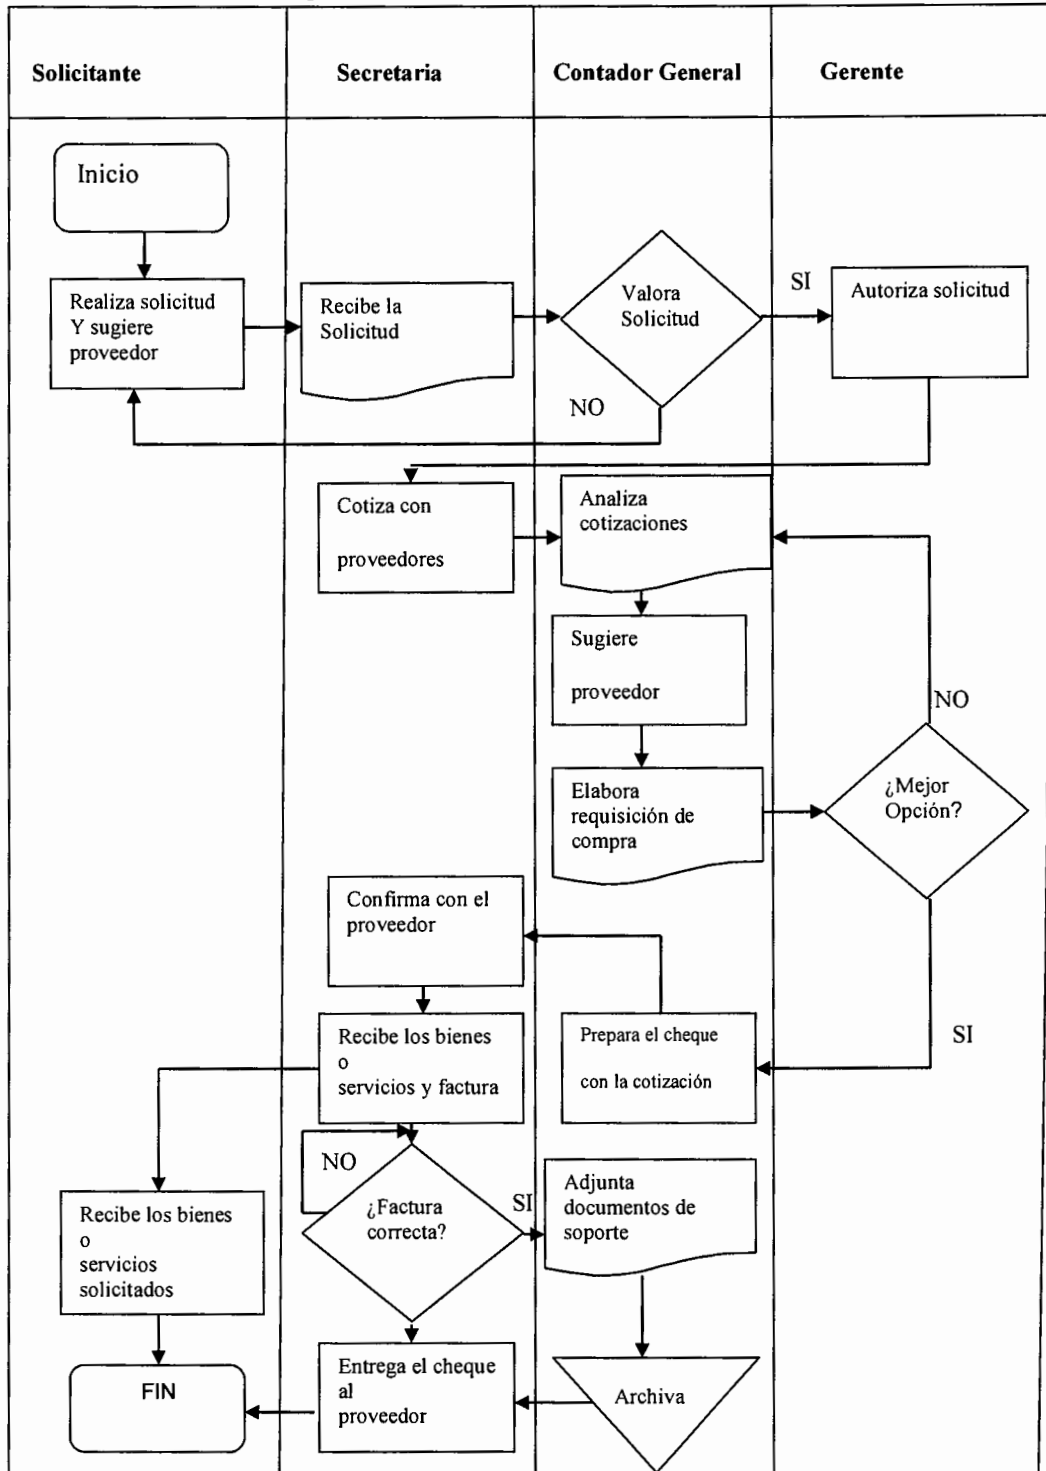 Solicitante
Secretaria
Contador General
Gerente
Inicio
Realiza solicitud
Y sugiere
proveedor
Recibe la
Solicitud
Valora
Solicitud
SI
Autoriza solicitud
NO
Cotiza con
proveedores
Analiza
cotizaciones
Sugiere
proveedor
NO
Elabora
requisición de
compra
¿Mejor
Opción?
Confirma con el
proveedor
Recibe los bienes
o
servicios y factura
Prepara el cheque
con la cotización
SI
NO
¿Factura
correcta?
SI
Adjunta
documentos de
soporte
Recibe los bienes
o
servicios
solicitados
Entrega el cheque
al
proveedor
Archiva
FIN